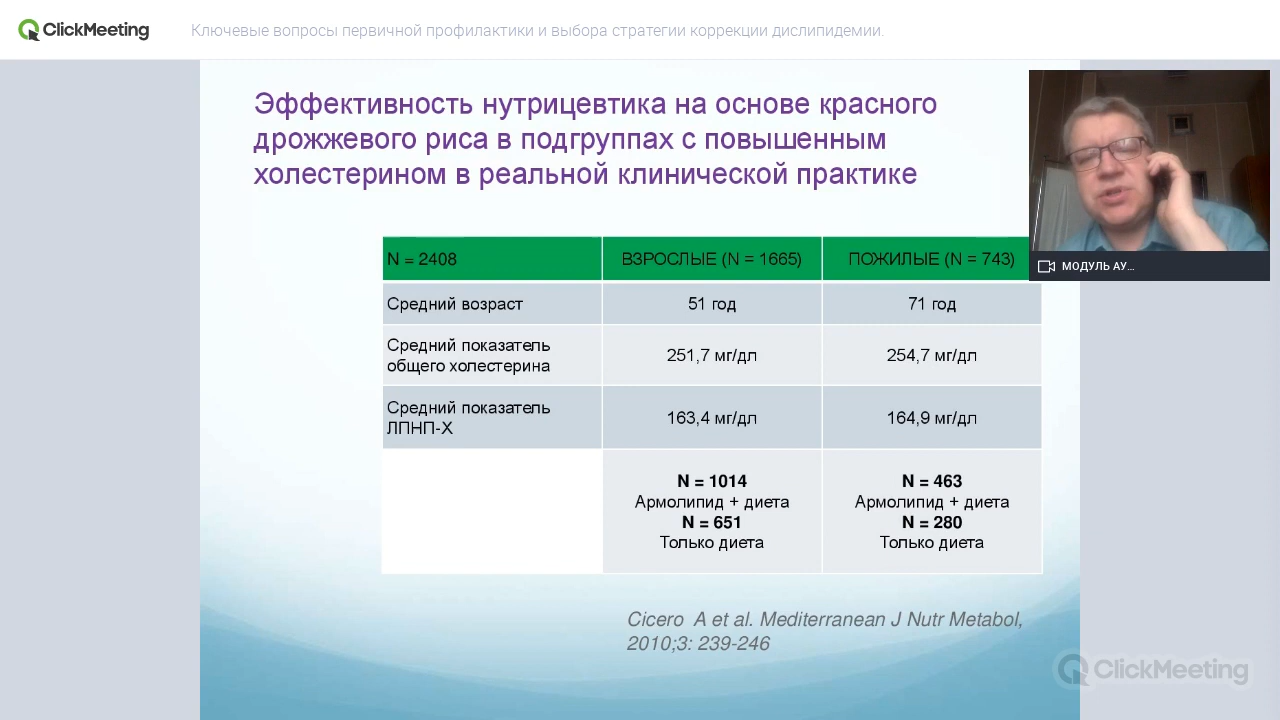 ClickMeeting
Ключевые вопросы первичной профилактики и выбора стратегии коррекции дислипидемии.
Эффективность нутрицевтика на основе красного
дрожжевого риса в подгруппах с повышенным
холестерином в реальной клинической практике
МОДУЛЬ АУ...
N = 2408
ВЗРОСЛЫЕ (N = 1665)
ПОЖИЛЫЕ (N = 743)
Средний возраст
51 год
71 год
Средний показатель
общего холестерина
251,7 мг/дл
254,7 мг/дл
Средний показатель
ЛПНП-Х
163,4 мг/дл
164,9 мг/дл
N = 1014
Армолипид + диета
N = 651
Только диета
N = 463
Армолипид + диета
N = 280
Только диета
Cicero A et al. Mediterranean J Nutr Metabol,
2010;3: 239-246
ClickMeeting